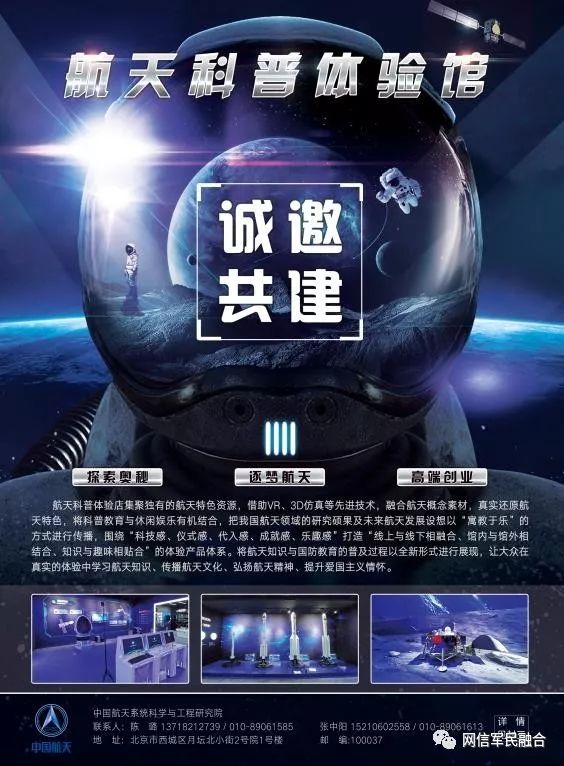 航天科普体验馆
诚邀
共建
探索奥秘
逐梦航天
高端创业
航天科普体验店集聚独有的航天特色资源，借助VR、3D仿真等先进技术，融合航天概念素材，真实还原航
天特色，将科普教育与休闲娱乐有机结合，把我国航天领域的研究硕果及未来航天发展设想以“寓教于乐”的
方式进行传播，围绕“科技感、仪式感、代入感、成就感、乐趣感”打造“线上与线下相融合、馆内与馆外相
结合、知识与趣味相贴合”的体验产品体系。将航天知识与国防教育的普及过程以全新形式进行展现，让大众在
真实的体验中学习航天知识、传播航天文化、弘扬航天精神、提升爱国主义情怀。
中国航天
中国航天系统科学与工程研究院
联系人：陈 璐 13718212739 / 010-89061585
张中阳 15210602558 / 010-89061613
地 址：北京市西城区月坛北小街2号院1号楼
邮 编:100037
详 情
网信军民融合